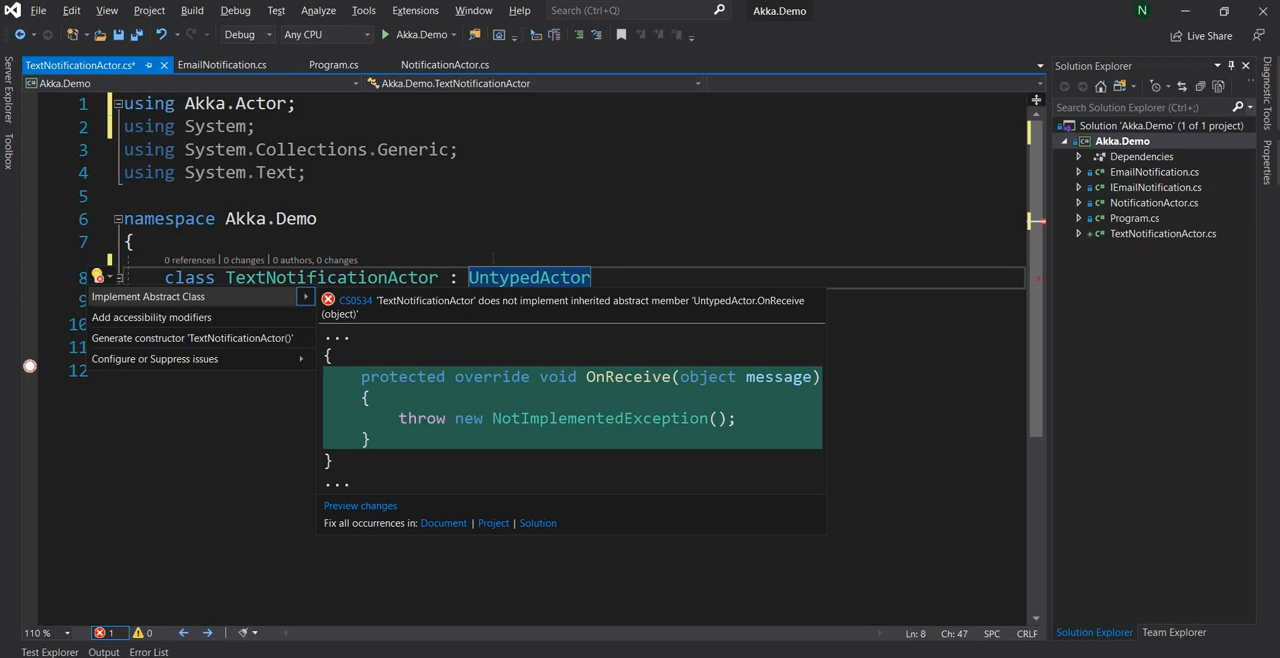 File Edit View Project Build Debug Test Analyze Tools Extensions Window Help Search (Ctrl+Q) Akka.Demo N
Debug Any CPU Akka.Demo Live Share
TextNotificationActor.cs* EmailNotification.cs Program.cs NotificationActor.cs
Akka.Demo Akka.Demo.TextNotificationActor
Server Explorer
Toolbox
1 using Akka.Actor;
2 using System;
3 using System.Collections.Generic;
4 using System.Text;
5
6 namespace Akka.Demo
7 {
0 references | 0 changes | 0 authors, 0 changes
8 class TextNotificationActor : UntypedActor
9
10
11
12
Implement Abstract Class
Add accessibility modifiers
Generate constructor 'TextNotificationActor()'
Configure or Suppress issues
CS0534 'TextNotificationActor' does not implement inherited abstract member 'UntypedActor.OnReceive
(object)'
...
{
protected override void OnReceive(object message)
{
throw new NotImplementedException();
}
}
...
Preview changes
Fix all occurrences in: Document | Project | Solution
Solution Explorer
Search Solution Explorer (Ctrl+;)
Solution 'Akka.Demo' (1 of 1 project)
Akka.Demo
Dependencies
EmailNotification.cs
IEmailNotification.cs
NotificationActor.cs
Program.cs
TextNotificationActor.cs
Diagnostic Tools
Properties
110 % 1 0 Ln: 8 Ch: 47 SPC CRLF
Solution Explorer Team Explorer
Test Explorer Output Error List